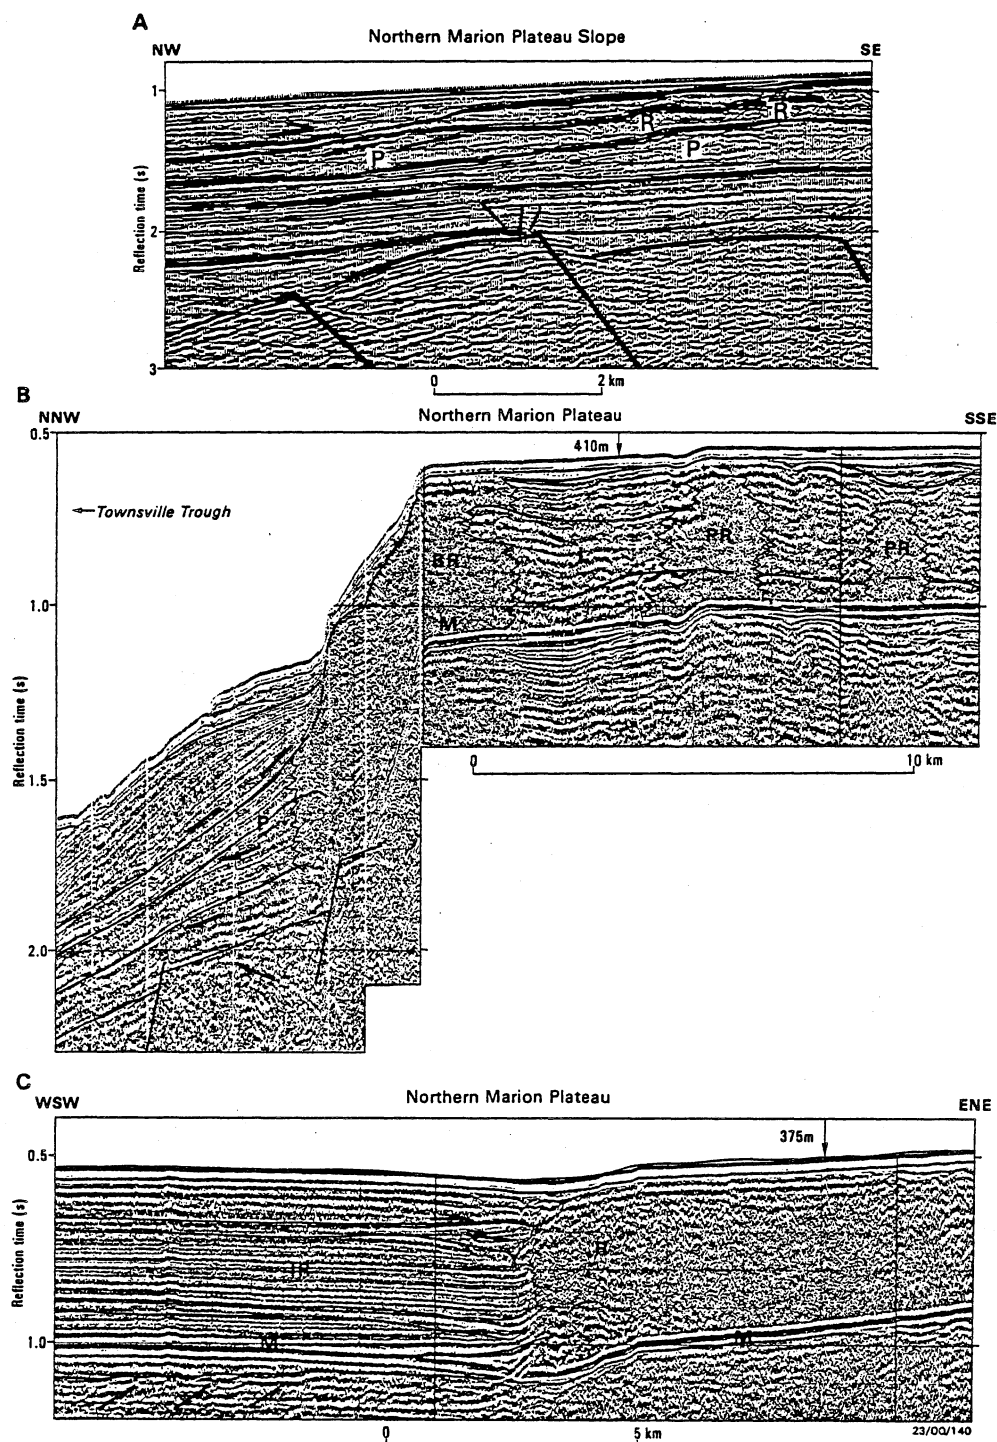 A
Northern Marion Plateau Slope
NW
SE
1
R
R
P
P
2
Reflection time (s)
3
0
2 km
B
Northern Marion Plateau
NNW
SSE
0.5
410m
Townsville Trough
BR
L
PR
PR
1.0
M
Reflection time (s)
0
10 km
1.5
P
2.0
C
Northern Marion Plateau
WSW
ENE
375m
0.5
Reflection time (s)
R
1.0
M
M
0
5 km
23/OQ/140